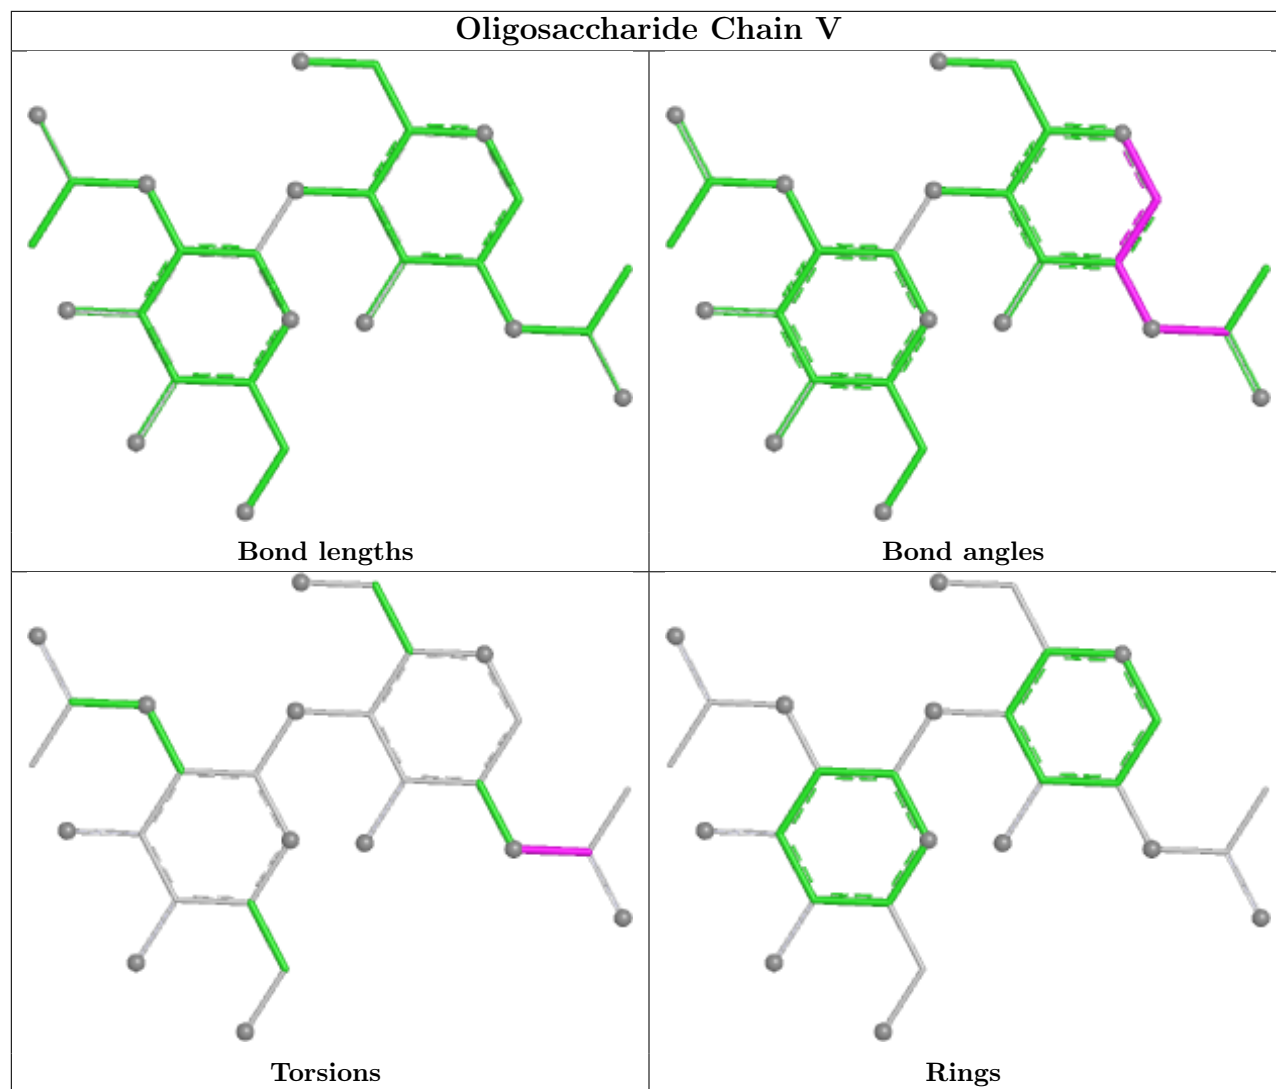 Oligosaccharide Chain V
Bond lengths
Bond angles
Torsions
Rings